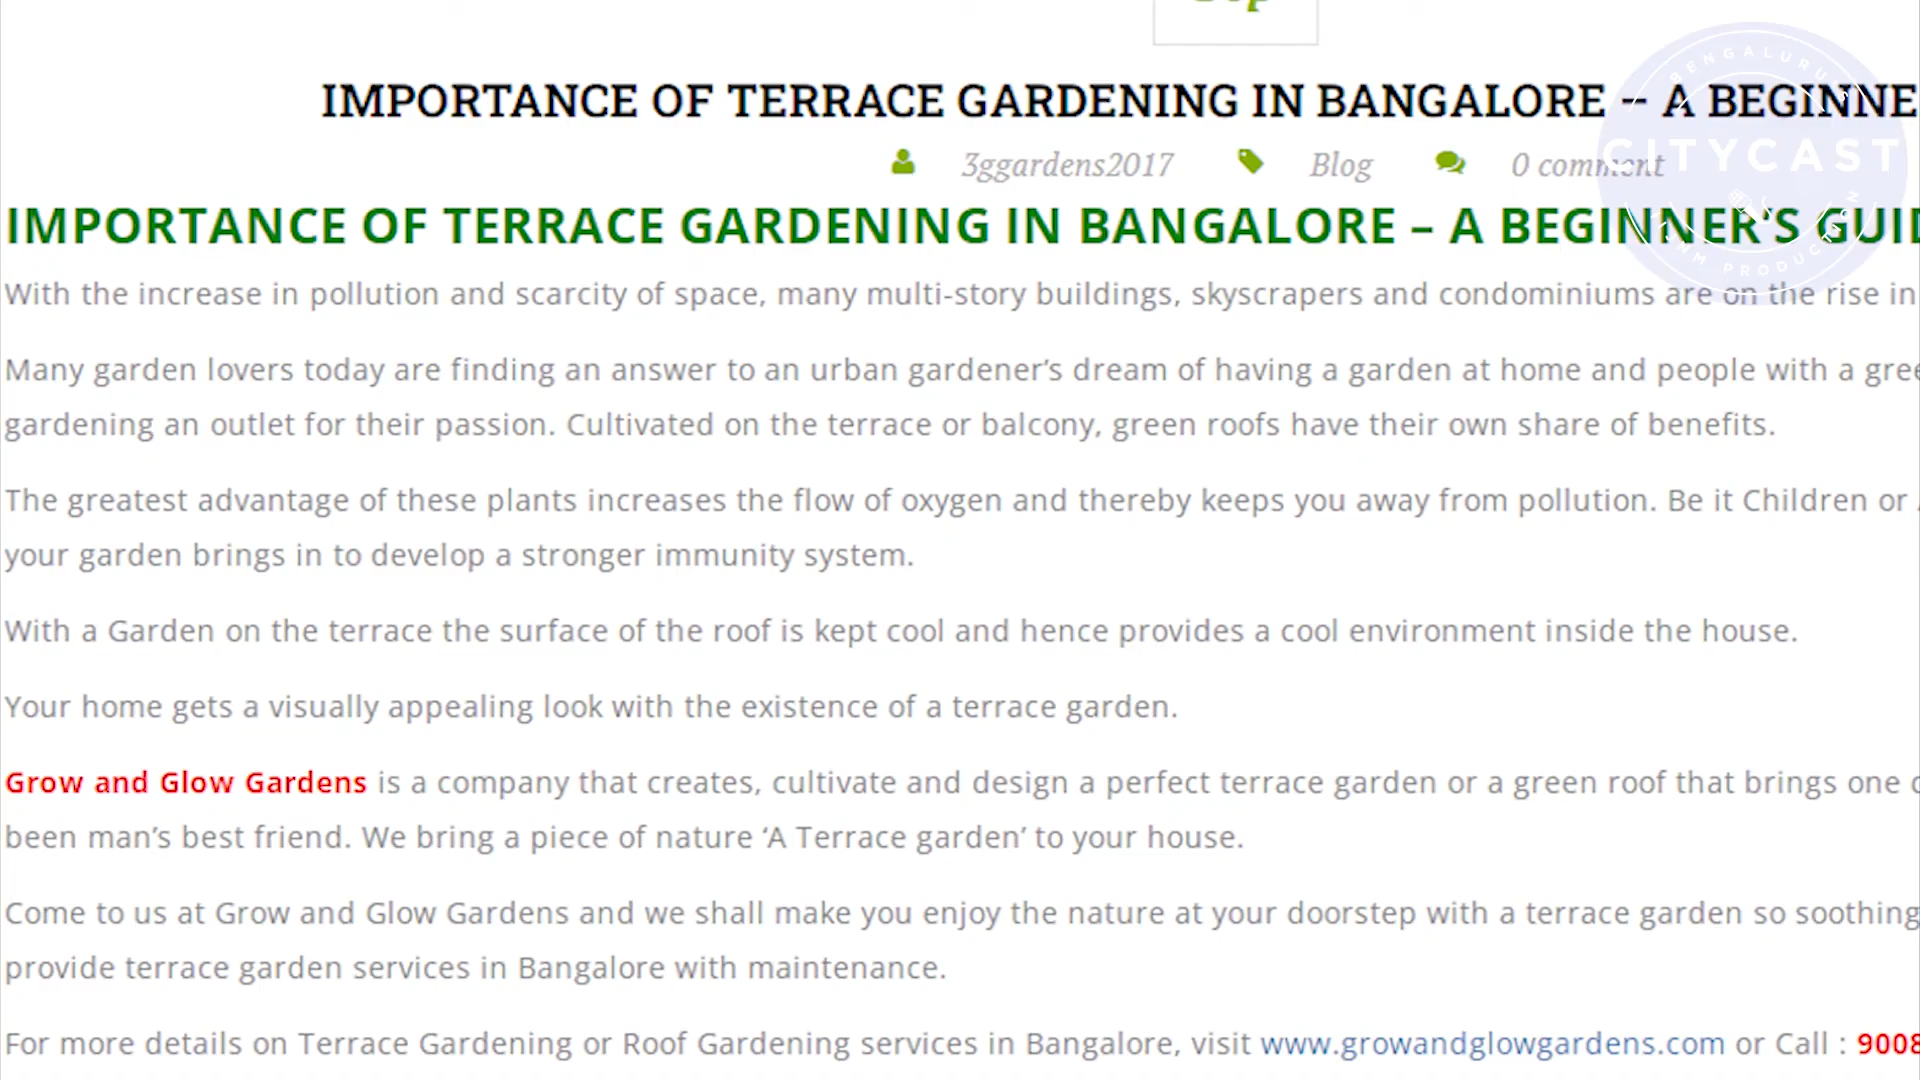 Sep
IMPORTANCE OF TERRACE GARDENING IN BANGALORE – A BEGINNE
3ggardens2017 Blog 0 comment
BENGALURU'S
CITYCAST
PRODUCTION
IMPORTANCE OF TERRACE GARDENING IN BANGALORE – A BEGINNER'S GUID
With the increase in pollution and scarcity of space, many multi-story buildings, skyscrapers and condominiums are on the rise in
Many garden lovers today are finding an answer to an urban gardener's dream of having a garden at home and people with a gree
gardening an outlet for their passion. Cultivated on the terrace or balcony, green roofs have their own share of benefits.
The greatest advantage of these plants increases the flow of oxygen and thereby keeps you away from pollution. Be it Children or
your garden brings in to develop a stronger immunity system.
With a Garden on the terrace the surface of the roof is kept cool and hence provides a cool environment inside the house.
Your home gets a visually appealing look with the existence of a terrace garden.
Grow and Glow Gardens is a company that creates, cultivate and design a perfect terrace garden or a green roof that brings one
been man's best friend. We bring a piece of nature 'A Terrace garden' to your house.
Come to us at Grow and Glow Gardens and we shall make you enjoy the nature at your doorstep with a terrace garden so soothing
provide terrace garden services in Bangalore with maintenance.
For more details on Terrace Gardening or Roof Gardening services in Bangalore, visit www.growandglowgardens.com or Call : 9008